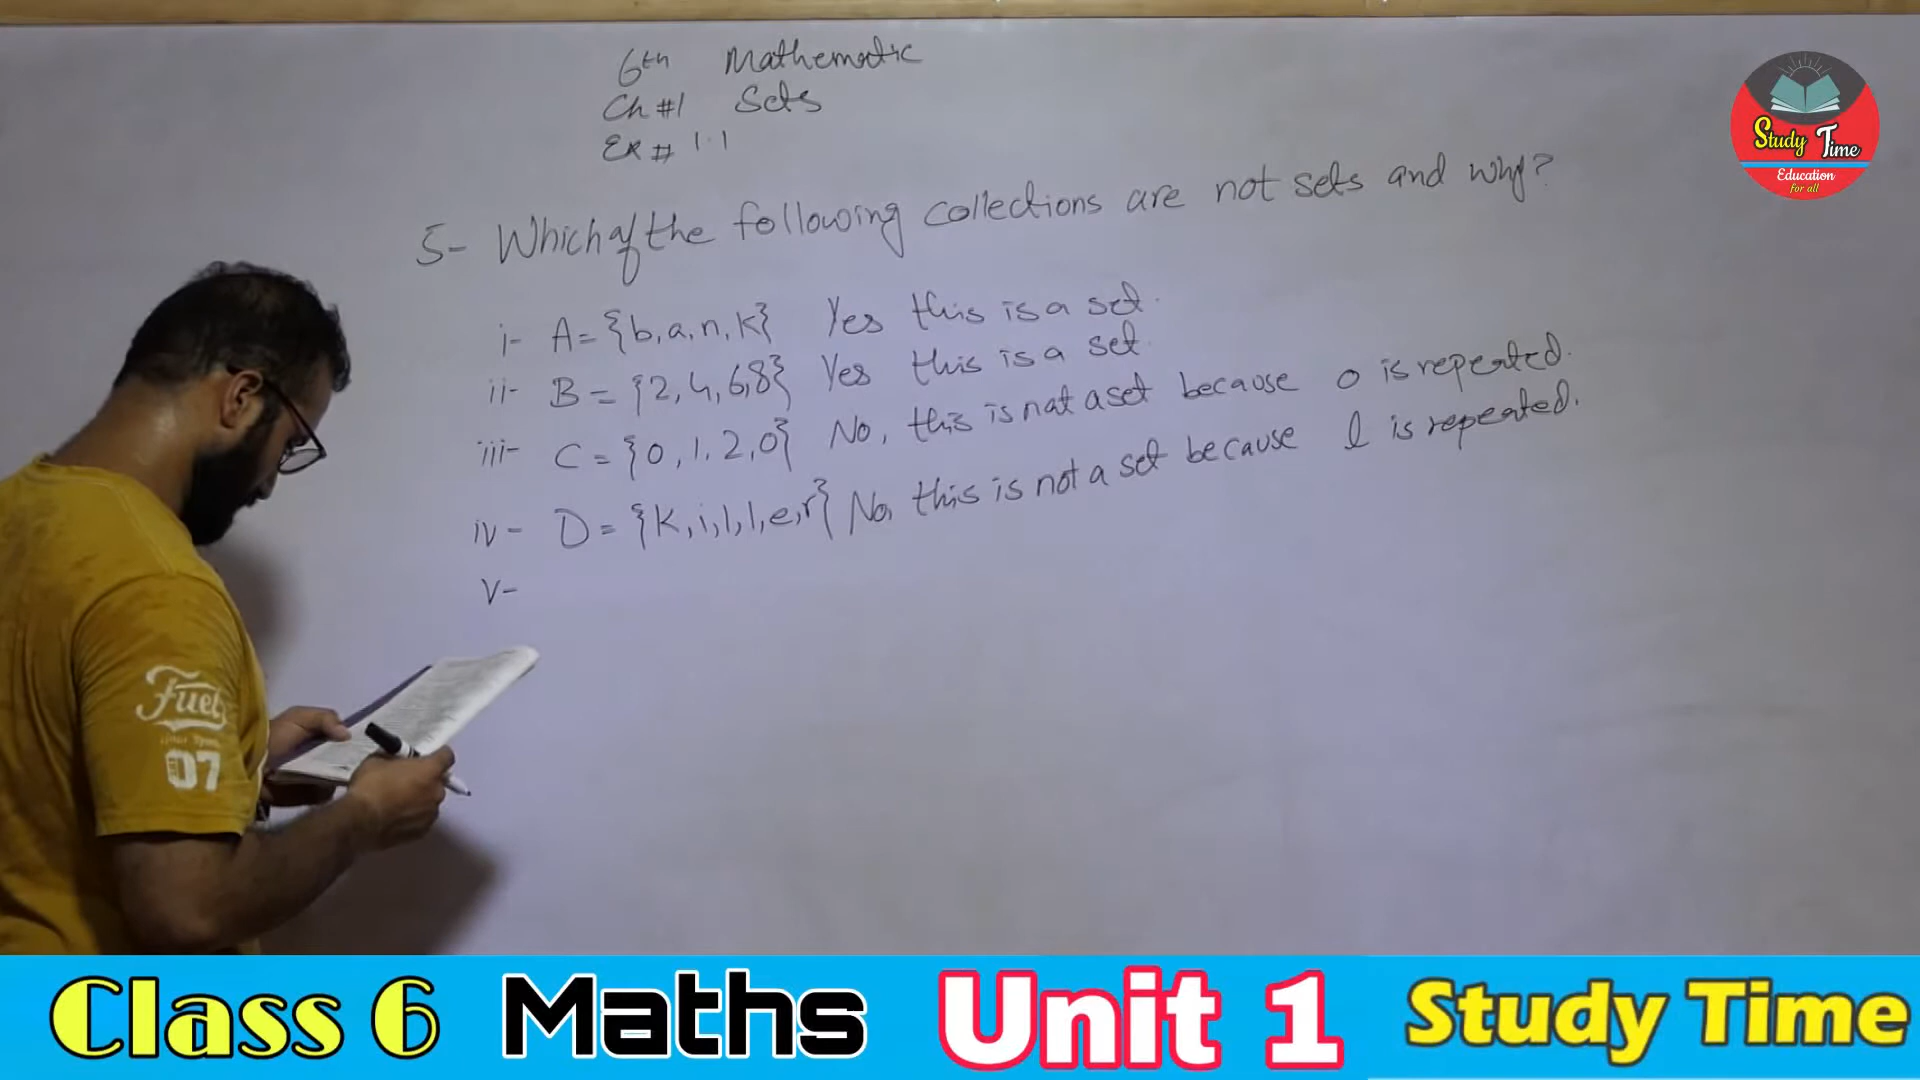 6th Mathematic
Ch #1 Sets
Ex # 1.1
5- Which of the following collections are not sets and why?
i- A = {b, a, n, k} Yes this is a set.
ii- B = {2, 4, 6, 8} Yes this is a set.
iii- C = {0, 1, 2, 0} No, this is not a set because 0 is repeated.
iv- D = {k, i, l, l, e, r} No, this is not a set because l is repeated.
v-
Study Time
Education
for all
Fuel
07
Class 6 Maths Unit 1 Study Time